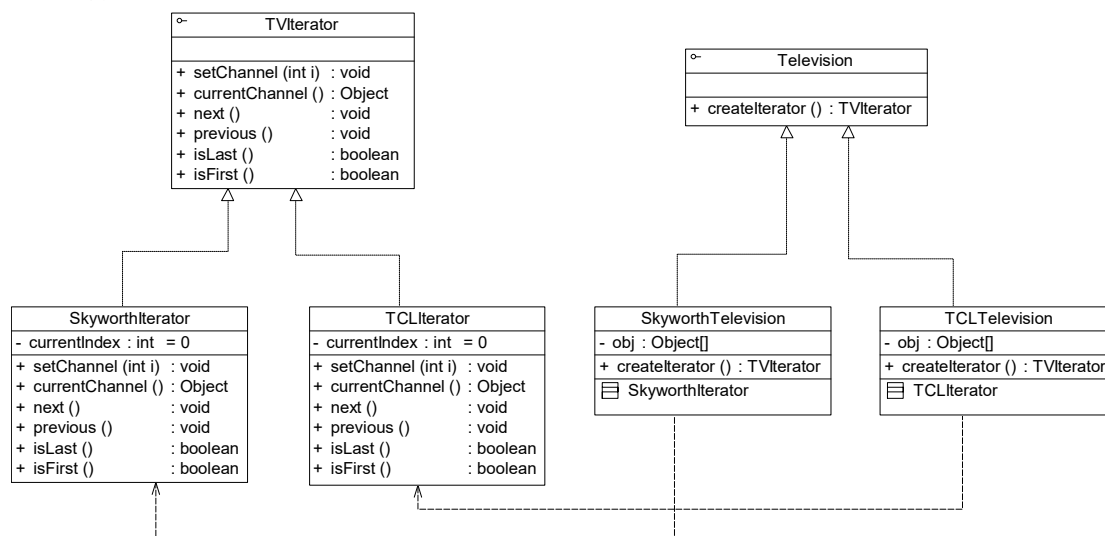 TVIterator
+ setChannel (int i) : void
+ currentChannel () : Object
+ next () : void
+ previous () : void
+ isLast () : boolean
+ isFirst () : boolean
Television
+ createIterator () : TVIterator
SkyworthIterator
- currentIndex : int = 0
+ setChannel (int i) : void
+ currentChannel () : Object
+ next () : void
+ previous () : void
+ isLast () : boolean
+ isFirst () : boolean
TCLIterator
- currentIndex : int = 0
+ setChannel (int i) : void
+ currentChannel () : Object
+ next () : void
+ previous () : void
+ isLast () : boolean
+ isFirst () : boolean
SkyworthTelevision
- obj : Object[]
+ createIterator () : TVIterator
SkyworthIterator
TCLTelevision
- obj : Object[]
+ createIterator () : TVIterator
TCLIterator